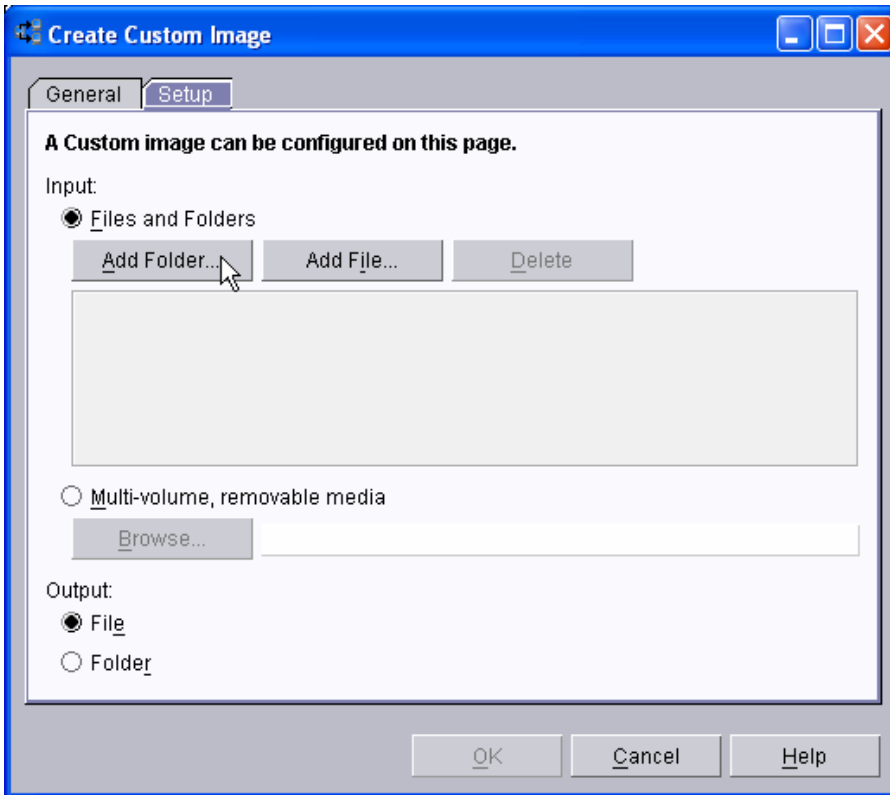 Create Custom Image
General Setup
A Custom image can be configured on this page.
Input:
Files and Folders
Add Folder... Add File... Delete
Multi-volume, removable media
Browse...
Output:
File
Folder
OK Cancel Help